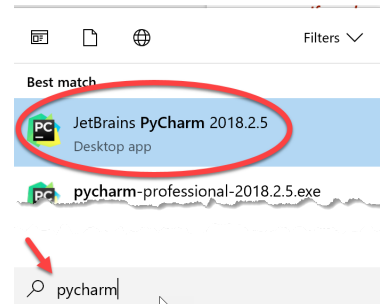 Filters
Best match
PC JetBrains PyCharm 2018.2.5
Desktop app
PC pycharm-professional-2018.2.5.exe
pycharm